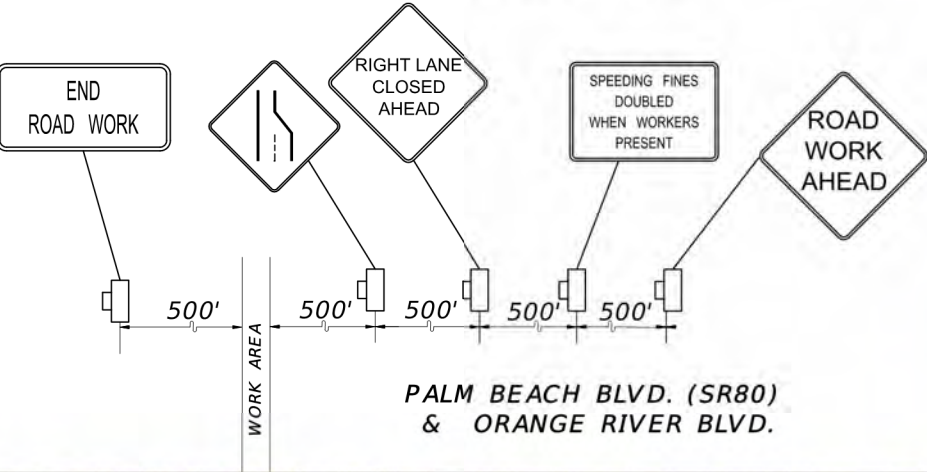 END
ROAD WORK
RIGHT LANE
CLOSED
AHEAD
SPEEDING FINES
DOUBLED
WHEN WORKERS
PRESENT
ROAD
WORK
AHEAD
500' 500' 500' 500' 500'
WORK AREA
PALM BEACH BLVD. (SR80)
& ORANGE RIVER BLVD.